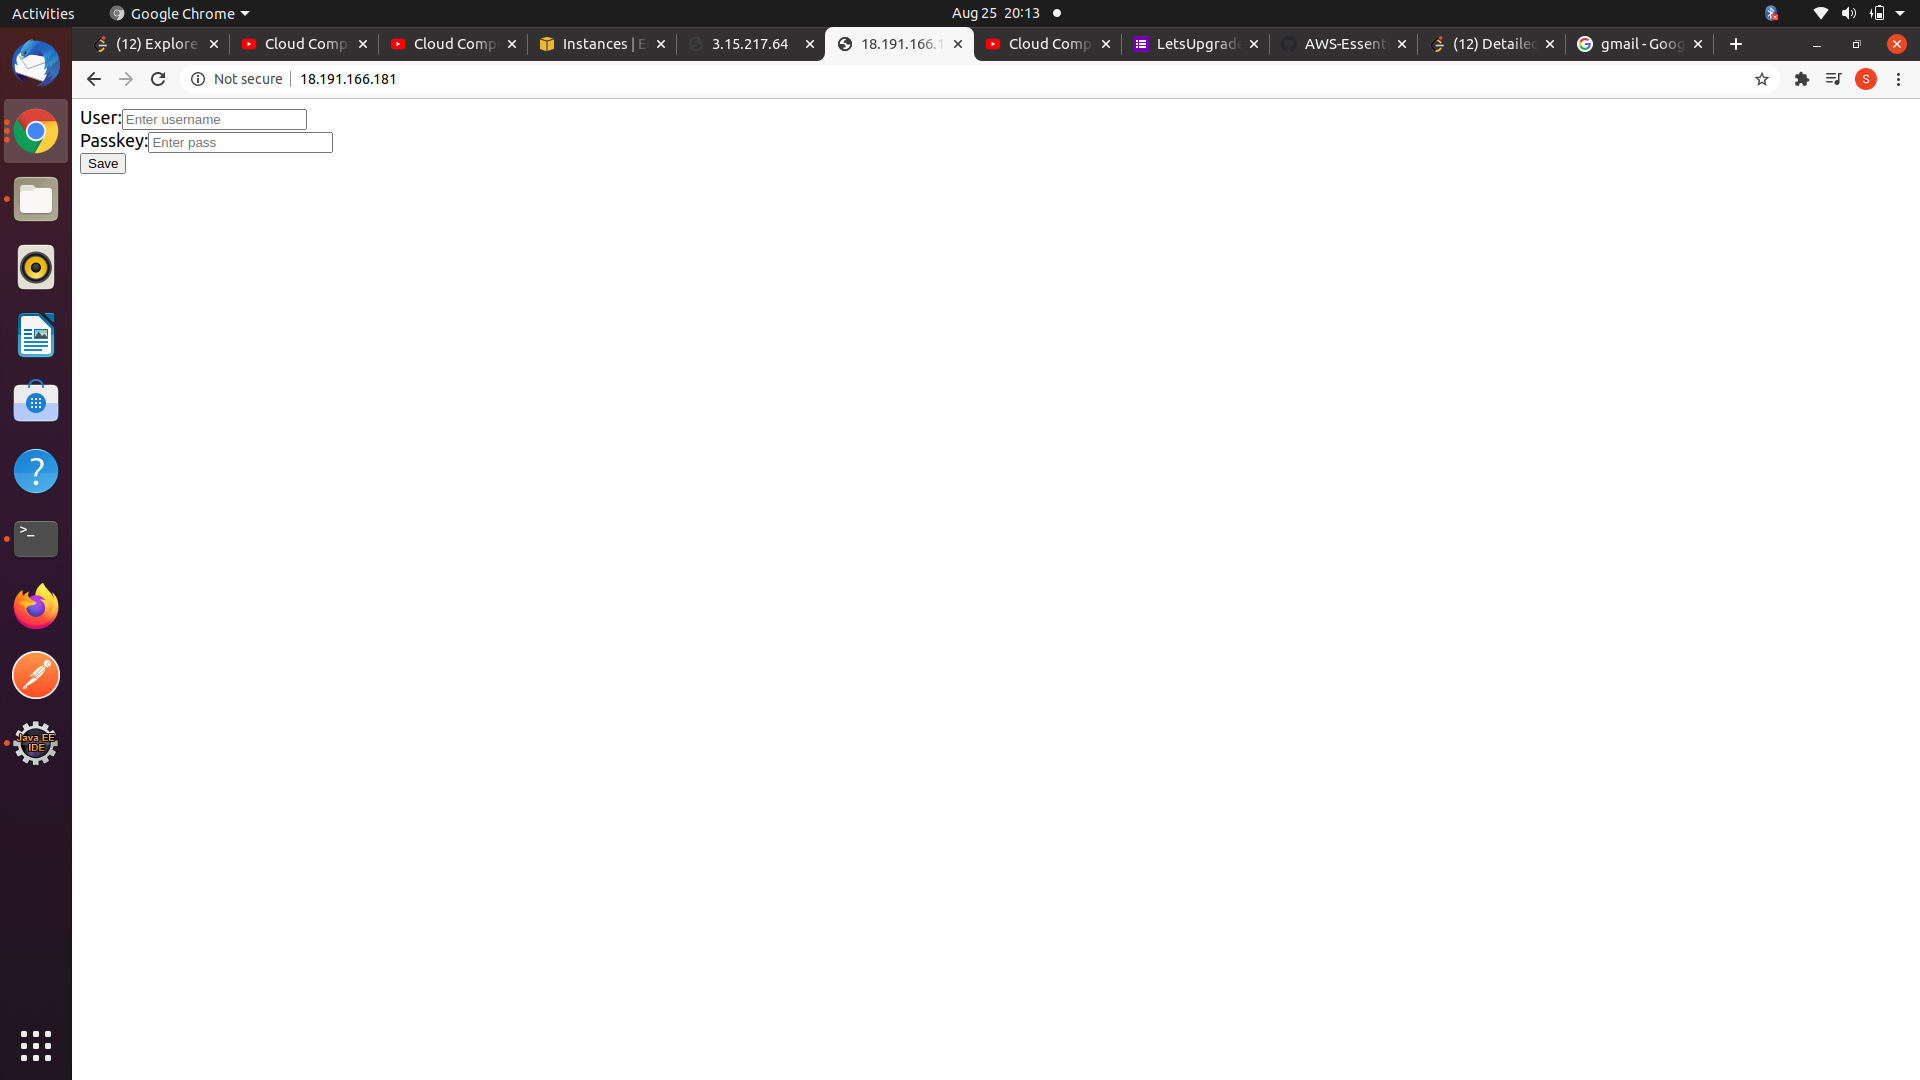 Activities Google Chrome Aug 25 20:13
(12) Explore Cloud Comp Cloud Comp Instances | E 3.15.217.64 18.191.166.1 Cloud Comp LetsUpgrade AWS-Essent (12) Detailed gmail - Goog
Not secure 18.191.166.181 S
User: Enter username
Passkey: Enter pass
Save
?
>_
Java EE
IDE